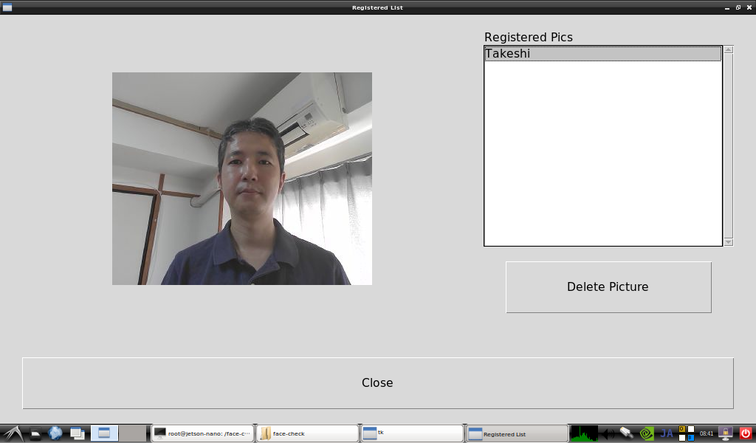 Registered List
Registered Pics
Takeshi
Delete Picture
Close
root@jetson-nano: /face-c···
face-check
tk
Registered List
JA
08:41